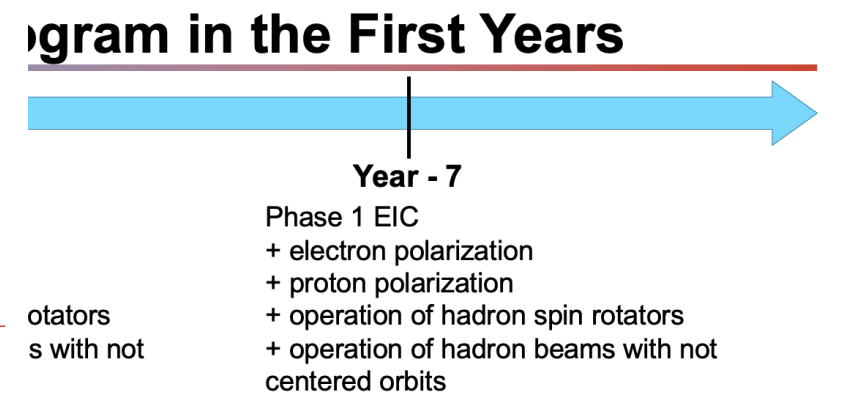 ogram in the First Years
Year - 7
Phase 1 EIC
+ electron polarization
+ proton polarization
+ operation of hadron spin rotators
+ operation of hadron beams with not
centered orbits
otators
s with not